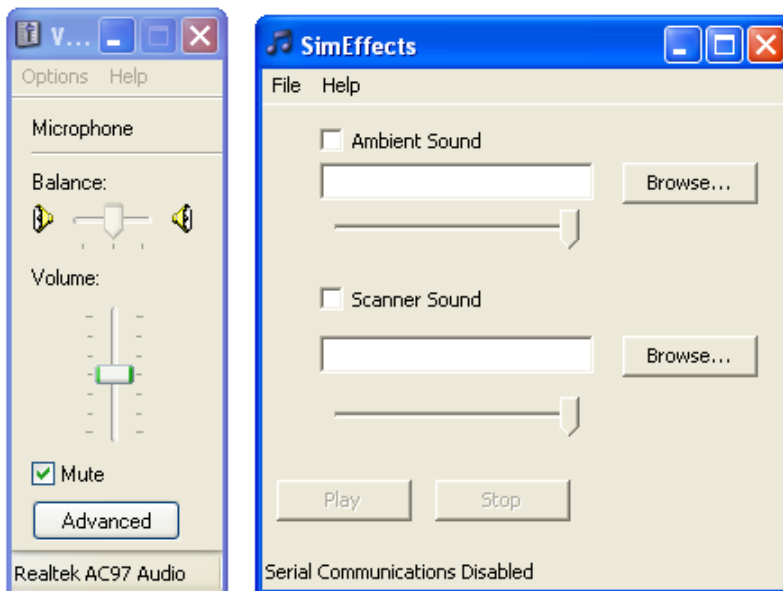 V...
Options Help
Microphone
Balance:
Volume:
Mute
Advanced
Realtek AC97 Audio
SimEffects
File Help
Ambient Sound
Browse...
Scanner Sound
Browse...
Play Stop
Serial Communications Disabled